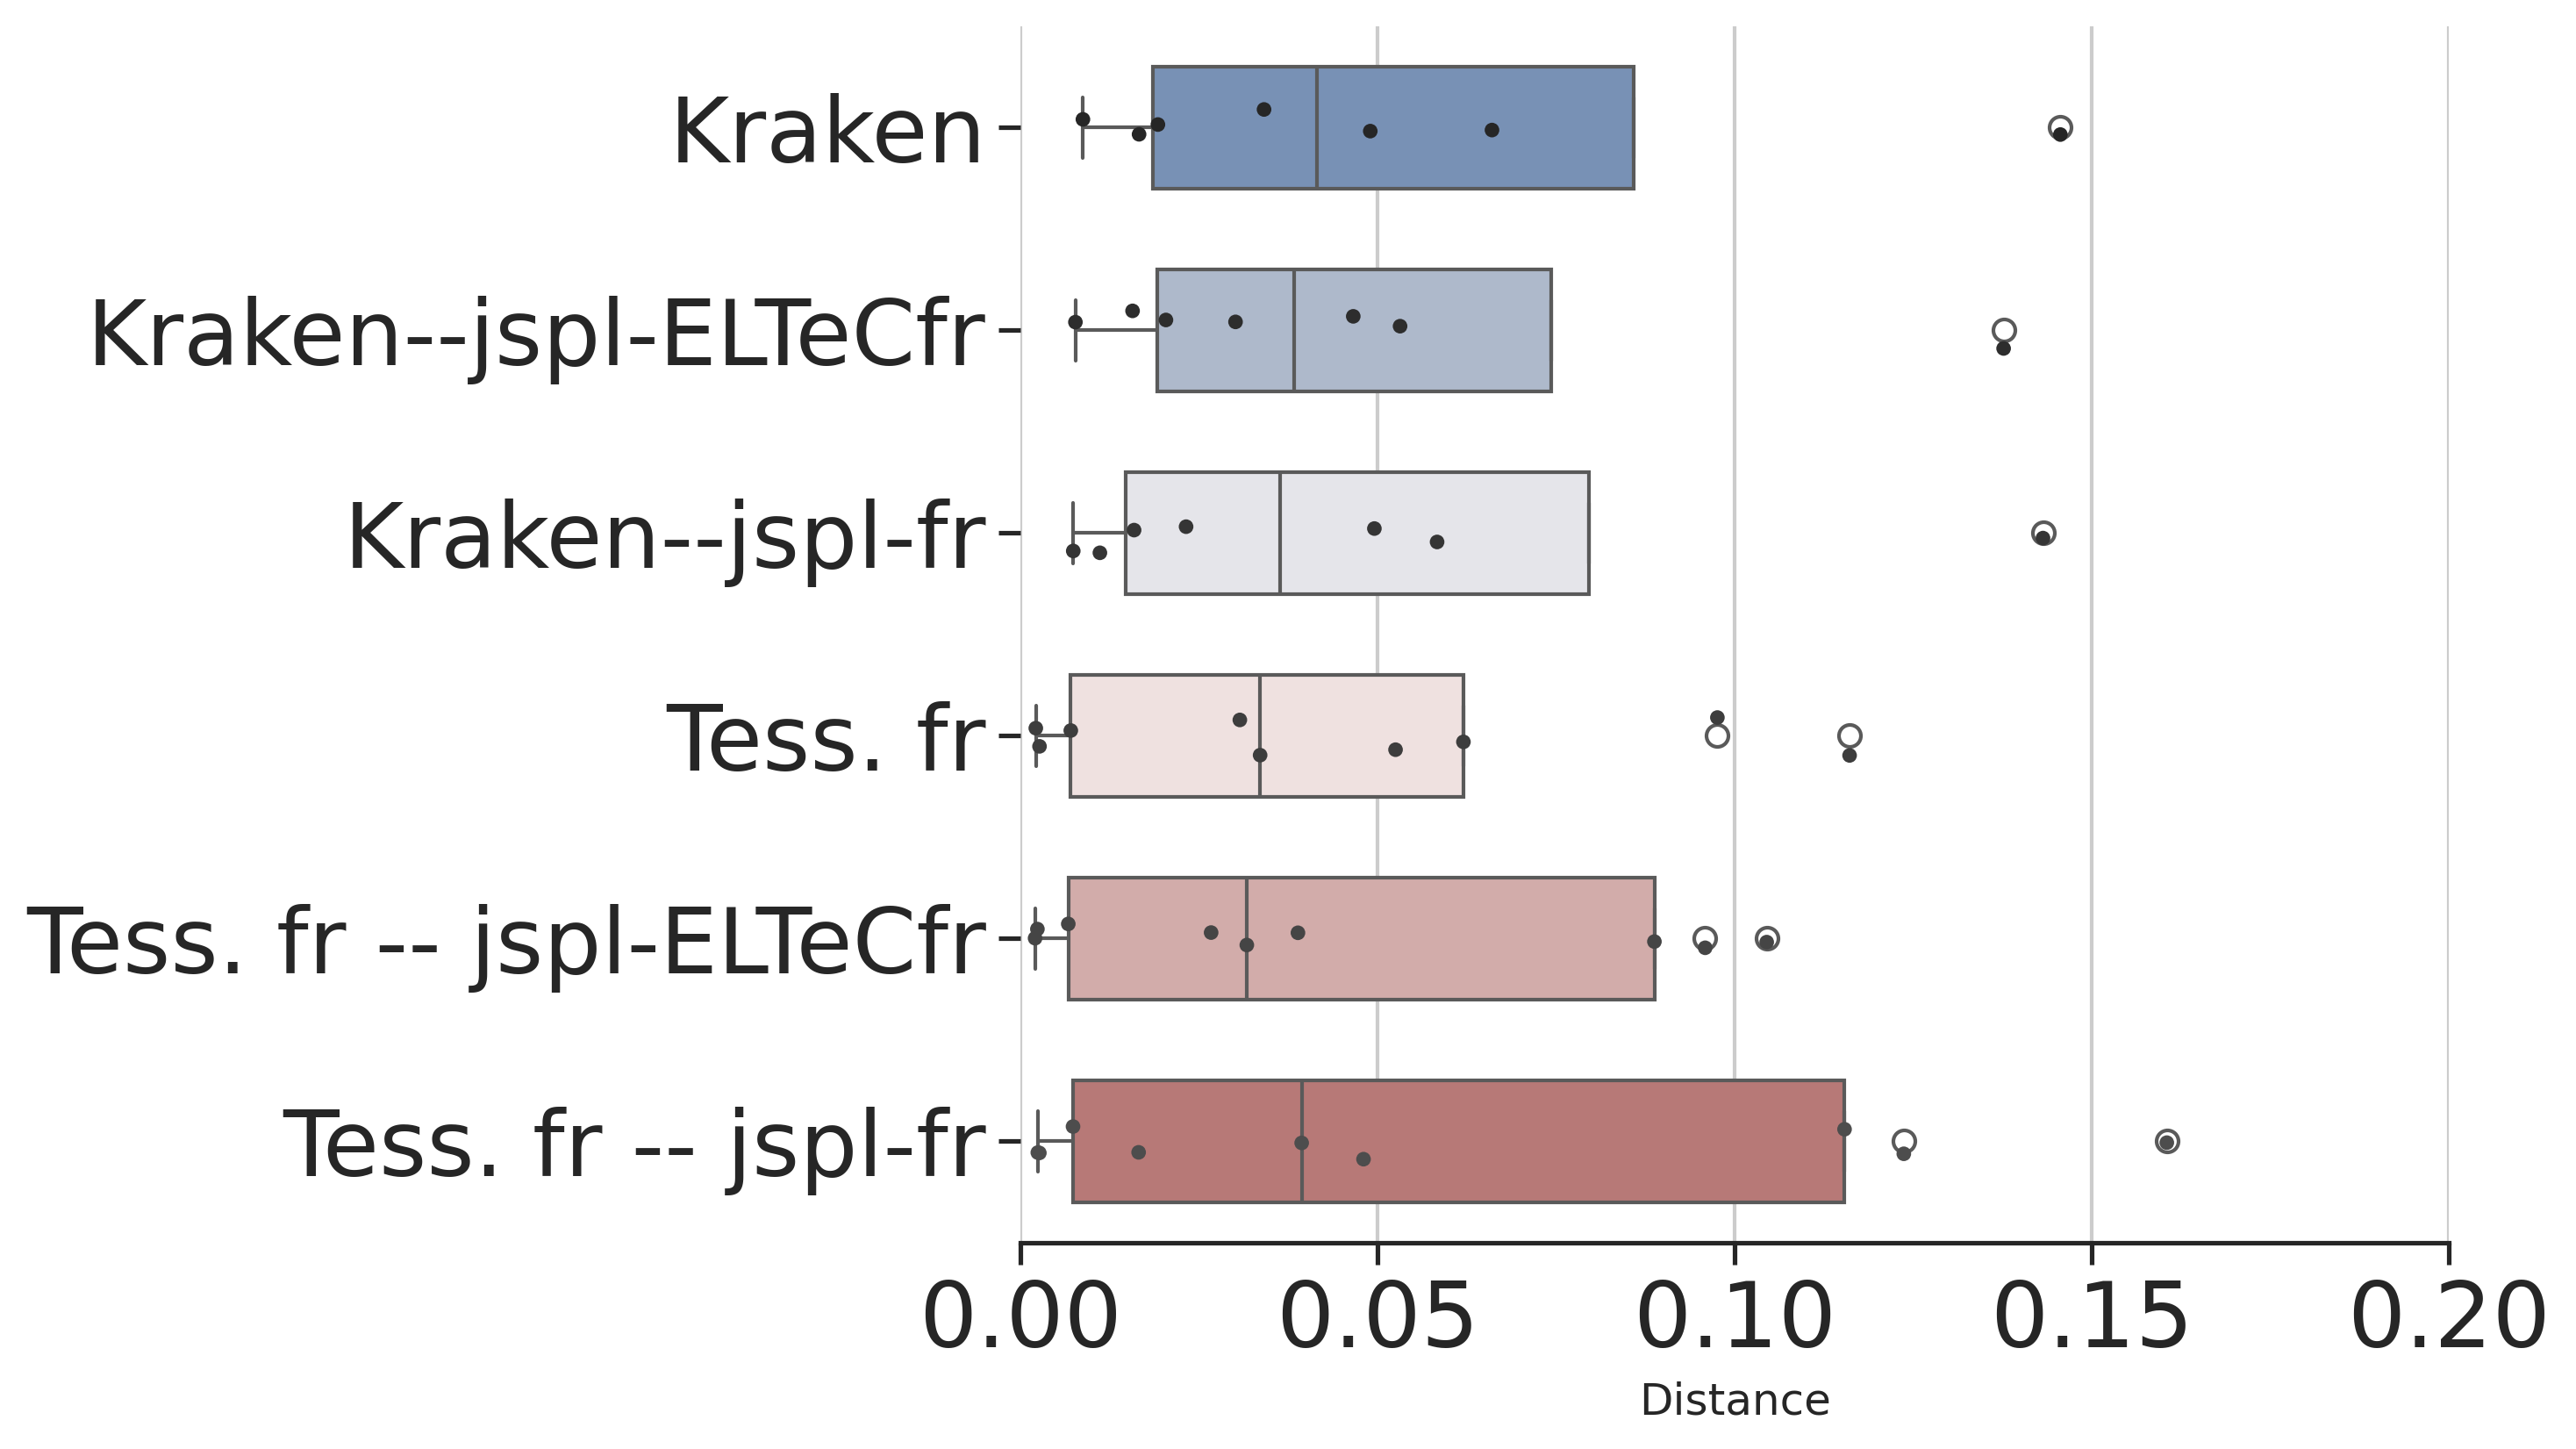 Kraken
Kraken--jspl-ELTeCfr
Kraken--jspl-fr
Tess. fr
Tess. fr -- jspl-ELTeCfr
Tess. fr -- jspl-fr
0.00 0.05 0.10 0.15 0.20
Distance